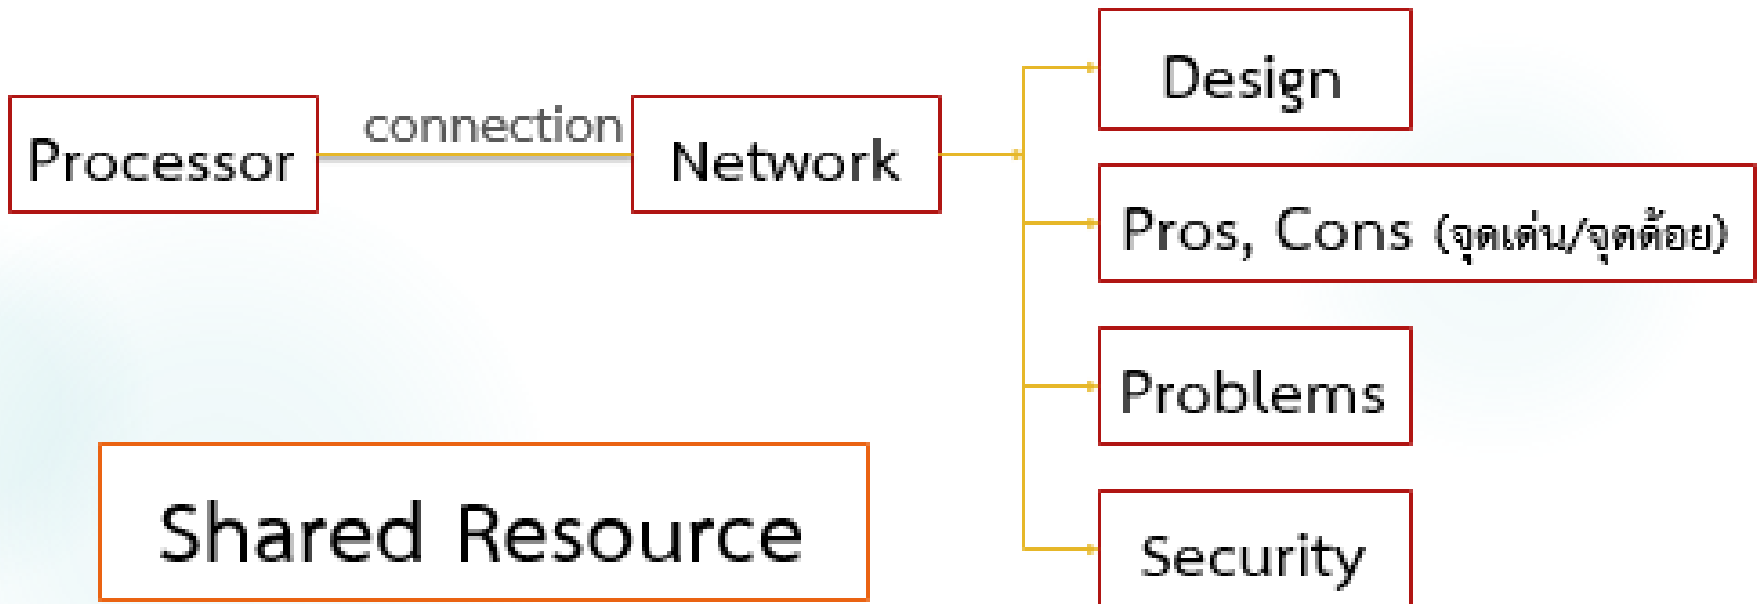 Processor
connection
Network
Design
Pros, Cons (จุดเด่น/จุดด้อย)
Problems
Security
Shared Resource